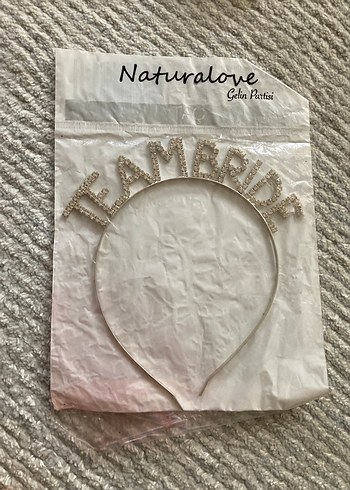 Naturalove
Gelin Partisi
TEAM BRIDE